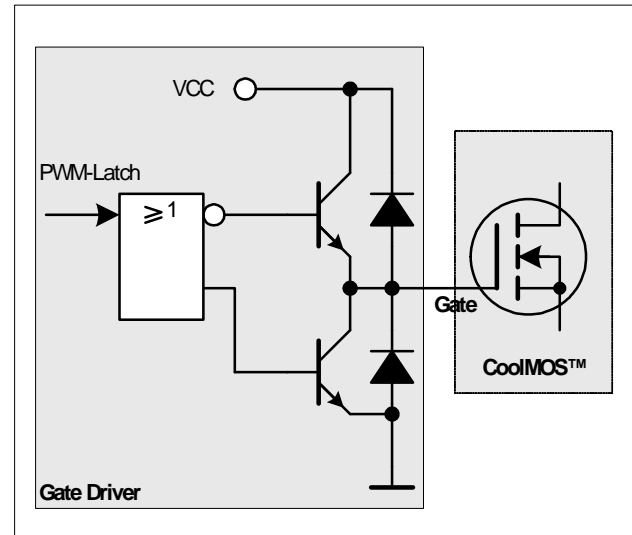 VCC
PWM-Latch
≥1
Gate
CoolMOS™
Gate Driver